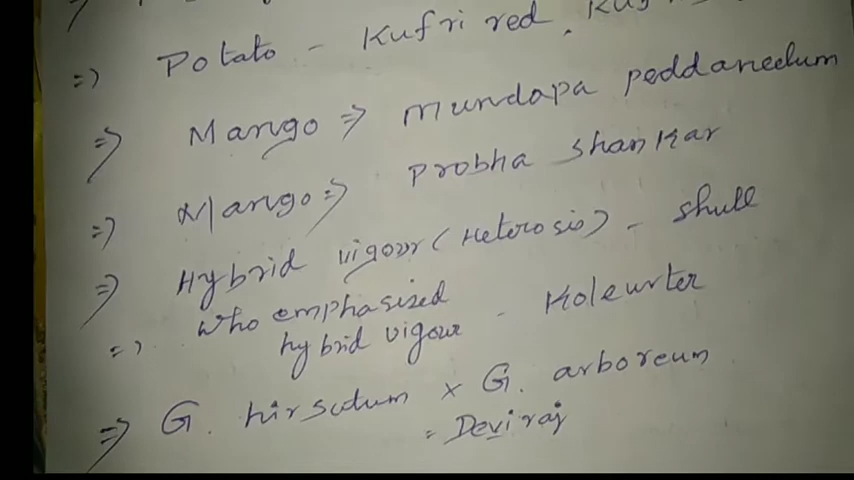 => Potato - Kufri red,
=> Mango => mundapa peddaneelum
=> Mango => Probha shankar
=> Hybrid vigour (Heterosis) - shull
=> who emphasized
hybrid vigour - Koleurter
=> G. hirsutum × G. arboreum
= Deviraj